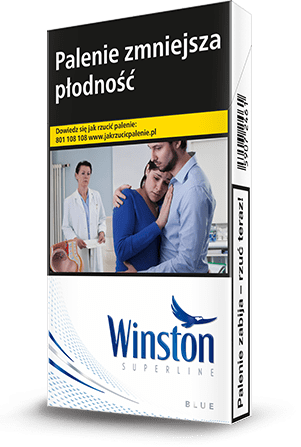 Palenie zmniejsza
płodność
Dowiedz się jak rzucić palenie:
801 108 108 www.jakrzucicpalenie.pl
Winston
SUPERLINE
BLUE
Palenie zabija – rzuć teraz!